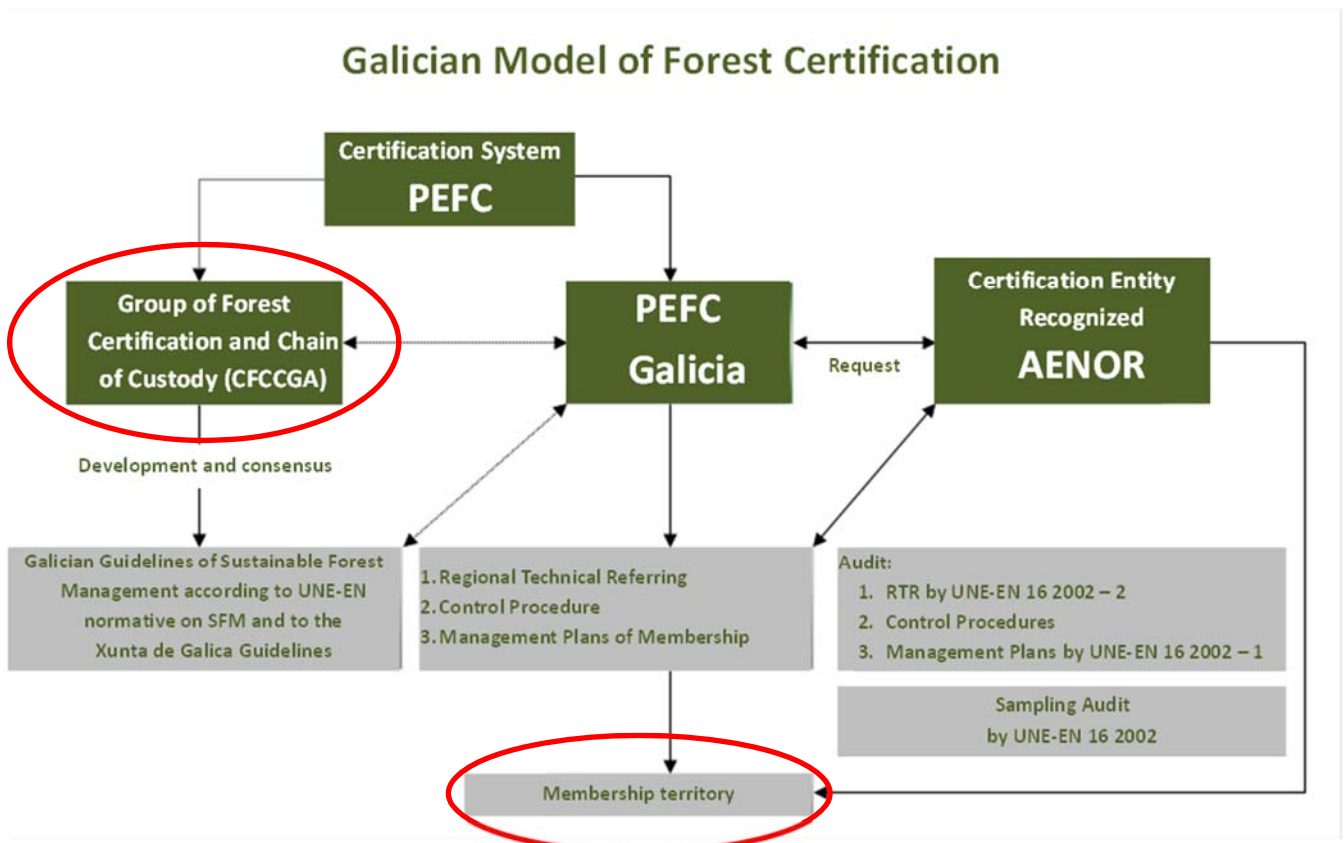 Galician Model of Forest Certification
Certification System
PEFC
Group of Forest
Certification and Chain
of Custody (CFCCGA)
PEFC
Galicia
Certification Entity
Recognized
AENOR
Request
Development and consensus
Galician Guidelines of Sustainable Forest
Management according to UNE-EN
normative on SFM and to the
Xunta de Galica Guidelines
1. Regional Technical Referring
2. Control Procedure
3. Management Plans of Membership
Audit:
1. RTR by UNE-EN 16 2002 – 2
2. Control Procedures
3. Management Plans by UNE-EN 16 2002 – 1
Sampling Audit
by UNE-EN 16 2002
Membership territory